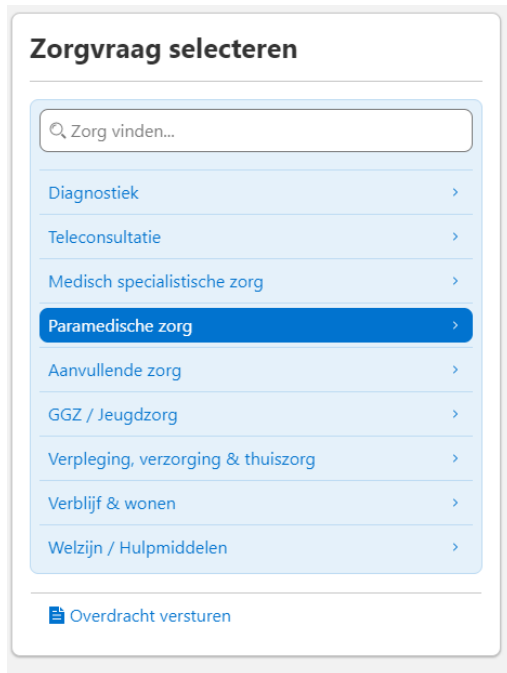 Zorgvraag selecteren
Zorg vinden...
Diagnostiek
Teleconsultatie
Medisch specialistische zorg
Paramedische zorg
Aanvullende zorg
GGZ / Jeugdzorg
Verpleging, verzorging & thuiszorg
Verblijf & wonen
Welzijn / Hulpmiddelen
Overdracht versturen